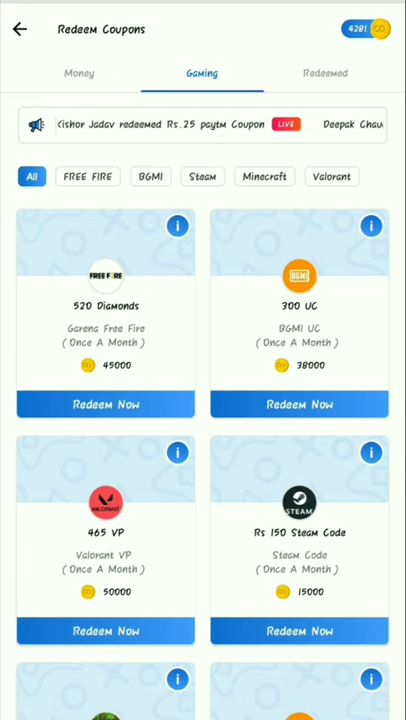 Redeem Coupons
4281
Money
Gaming
Redeemed
Kishor Jadav redeemed Rs.25 paytm Coupon LIVE Deepak Chau
All
FREE FIRE
BGMI
Steam
Minecraft
Valorant
FREE FIRE
520 Diamonds
Garena Free Fire
( Once A Month )
45000
Redeem Now
BGMI
300 UC
BGMI UC
( Once A Month )
38000
Redeem Now
VALORANT
465 VP
Valorant VP
( Once A Month )
50000
Redeem Now
STEAM
Rs 150 Steam Code
Steam Code
( Once A Month )
15000
Redeem Now